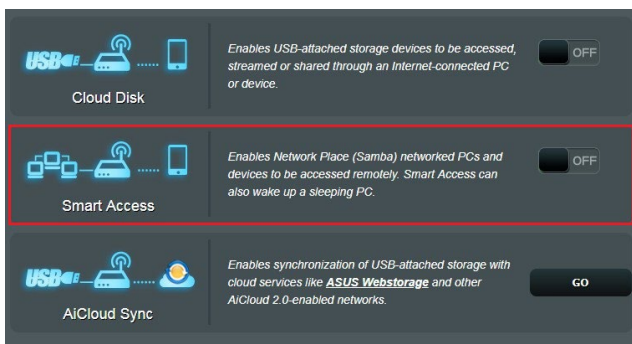 USB
Cloud Disk
Enables USB-attached storage devices to be accessed,
streamed or shared through an Internet-connected PC
or device.
OFF
Smart Access
Enables Network Place (Samba) networked PCs and
devices to be accessed remotely. Smart Access can
also wake up a sleeping PC.
OFF
USB
AiCloud Sync
Enables synchronization of USB-attached storage with
cloud services like ASUS Webstorage and other
AiCloud 2.0-enabled networks.
GO